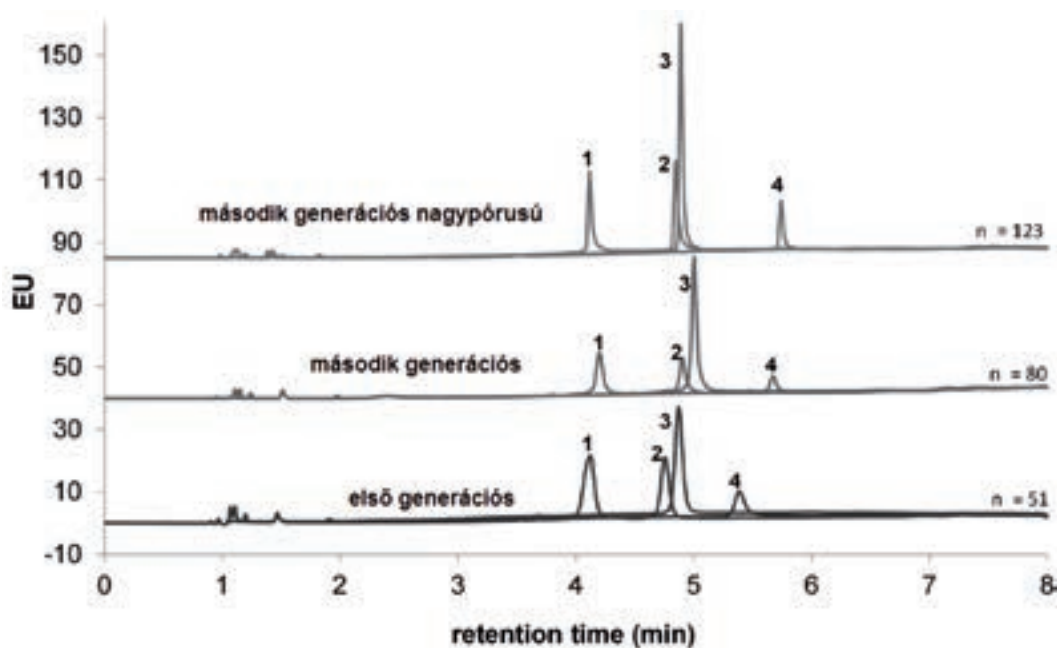 150
130
110
90
70
50
30
10
-10
EU
3
1
2
4
második generációs nagypórusú
n = 123
3
1
2
4
második generációs
n = 80
3
1
2
4
első generációs
n = 51
0 1 2 3 4 5 6 7 8
retention time (min)